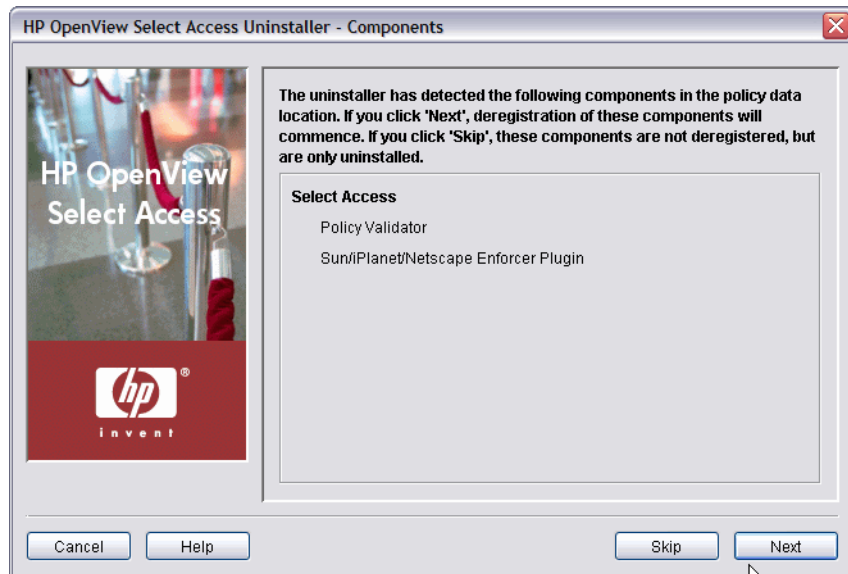 HP OpenView Select Access Uninstaller - Components
HP OpenView
Select Access
hp
®
invent
The uninstaller has detected the following components in the policy data
location. If you click 'Next', deregistration of these components will
commence. If you click 'Skip', these components are not deregistered, but
are only uninstalled.
Select Access
Policy Validator
Sun/iPlanet/Netscape Enforcer Plugin
Cancel
Help
Skip
Next